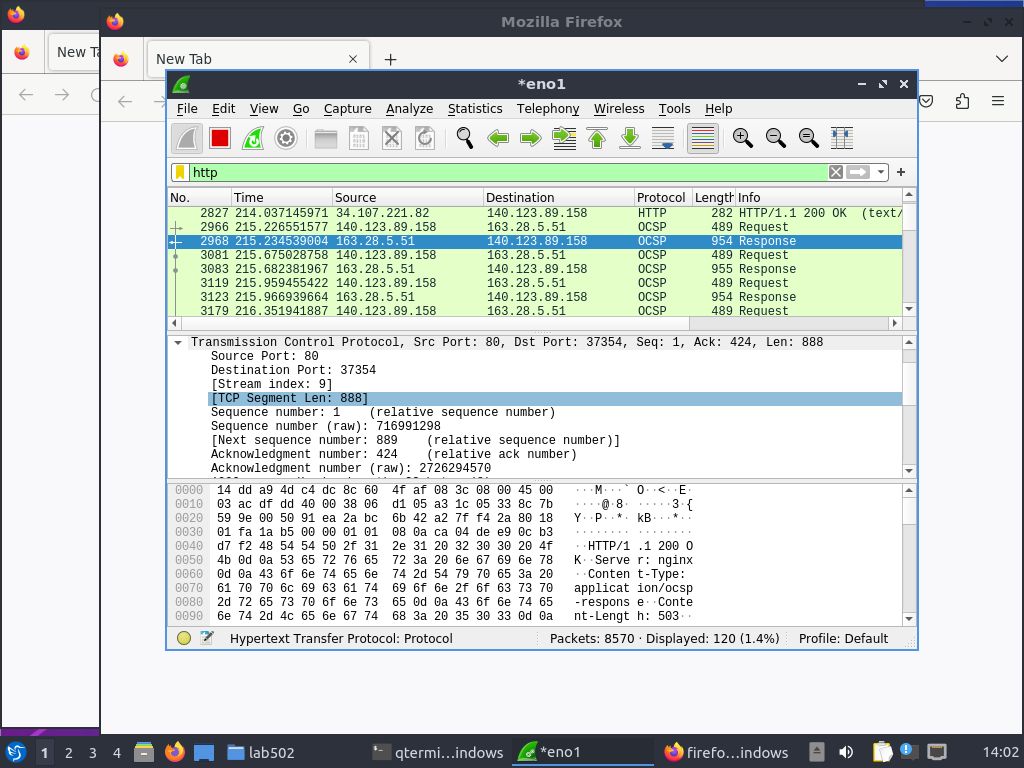 Mozilla Firefox
New Ta
New Tab
*eno1
File Edit View Go Capture Analyze Statistics Telephony Wireless Tools Help
http
No. Time Source Destination Protocol Length Info
2827 214.037145971 34.107.221.82 140.123.89.158 HTTP 282 HTTP/1.1 200 OK (text/
2966 215.226551577 140.123.89.158 163.28.5.51 OCSP 489 Request
2968 215.234539004 163.28.5.51 140.123.89.158 OCSP 954 Response
3081 215.675028758 140.123.89.158 163.28.5.51 OCSP 489 Request
3083 215.682381967 163.28.5.51 140.123.89.158 OCSP 955 Response
3119 215.959455422 140.123.89.158 163.28.5.51 OCSP 489 Request
3123 215.966939664 163.28.5.51 140.123.89.158 OCSP 954 Response
3179 216.351941887 140.123.89.158 163.28.5.51 OCSP 489 Request
Transmission Control Protocol, Src Port: 80, Dst Port: 37354, Seq: 1, Ack: 424, Len: 888
Source Port: 80
Destination Port: 37354
[Stream index: 9]
[TCP Segment Len: 888]
Sequence number: 1 (relative sequence number)
Sequence number (raw): 716991298
[Next sequence number: 889 (relative sequence number)]
Acknowledgment number: 424 (relative ack number)
Acknowledgment number (raw): 2726294570
0000 14 dd a9 4d c4 dc 8c 60 4f af 08 3c 08 00 45 00 ···M···` O··<··E·
0010 03 ac df dd 40 00 38 06 d1 05 a3 1c 05 33 8c 7b ····@·8· ·····3·{
0020 59 9e 00 50 91 ea 2a bc 6b 42 a2 7f f4 2a 80 18 Y··P··*· kB···*··
0030 01 fa 1a b5 00 00 01 01 08 0a ca 04 de e9 0c b3 ········ ········
0040 d7 f2 48 54 54 50 2f 31 2e 31 20 32 30 30 20 4f ··HTTP/1 .1 200 O
0050 4b 0d 0a 53 65 72 76 65 72 3a 20 6e 67 69 6e 78 K··Serve r: nginx
0060 0d 0a 43 6f 6e 74 65 6e 74 2d 54 79 70 65 3a 20 ··Conten t-Type:
0070 61 70 70 6c 69 63 61 74 69 6f 6e 2f 6f 63 73 70 applicat ion/ocsp
0080 2d 72 65 73 70 6f 6e 73 65 0d 0a 43 6f 6e 74 65 -respons e··Conte
0090 6e 74 2d 4c 65 6e 67 74 68 3a 20 35 30 33 0d 0a nt-Lengt h: 503··
Hypertext Transfer Protocol: Protocol Packets: 8570 · Displayed: 120 (1.4%) Profile: Default
1 2 3 4 lab502 qtermi...indows *eno1 firefo...indows 14:02